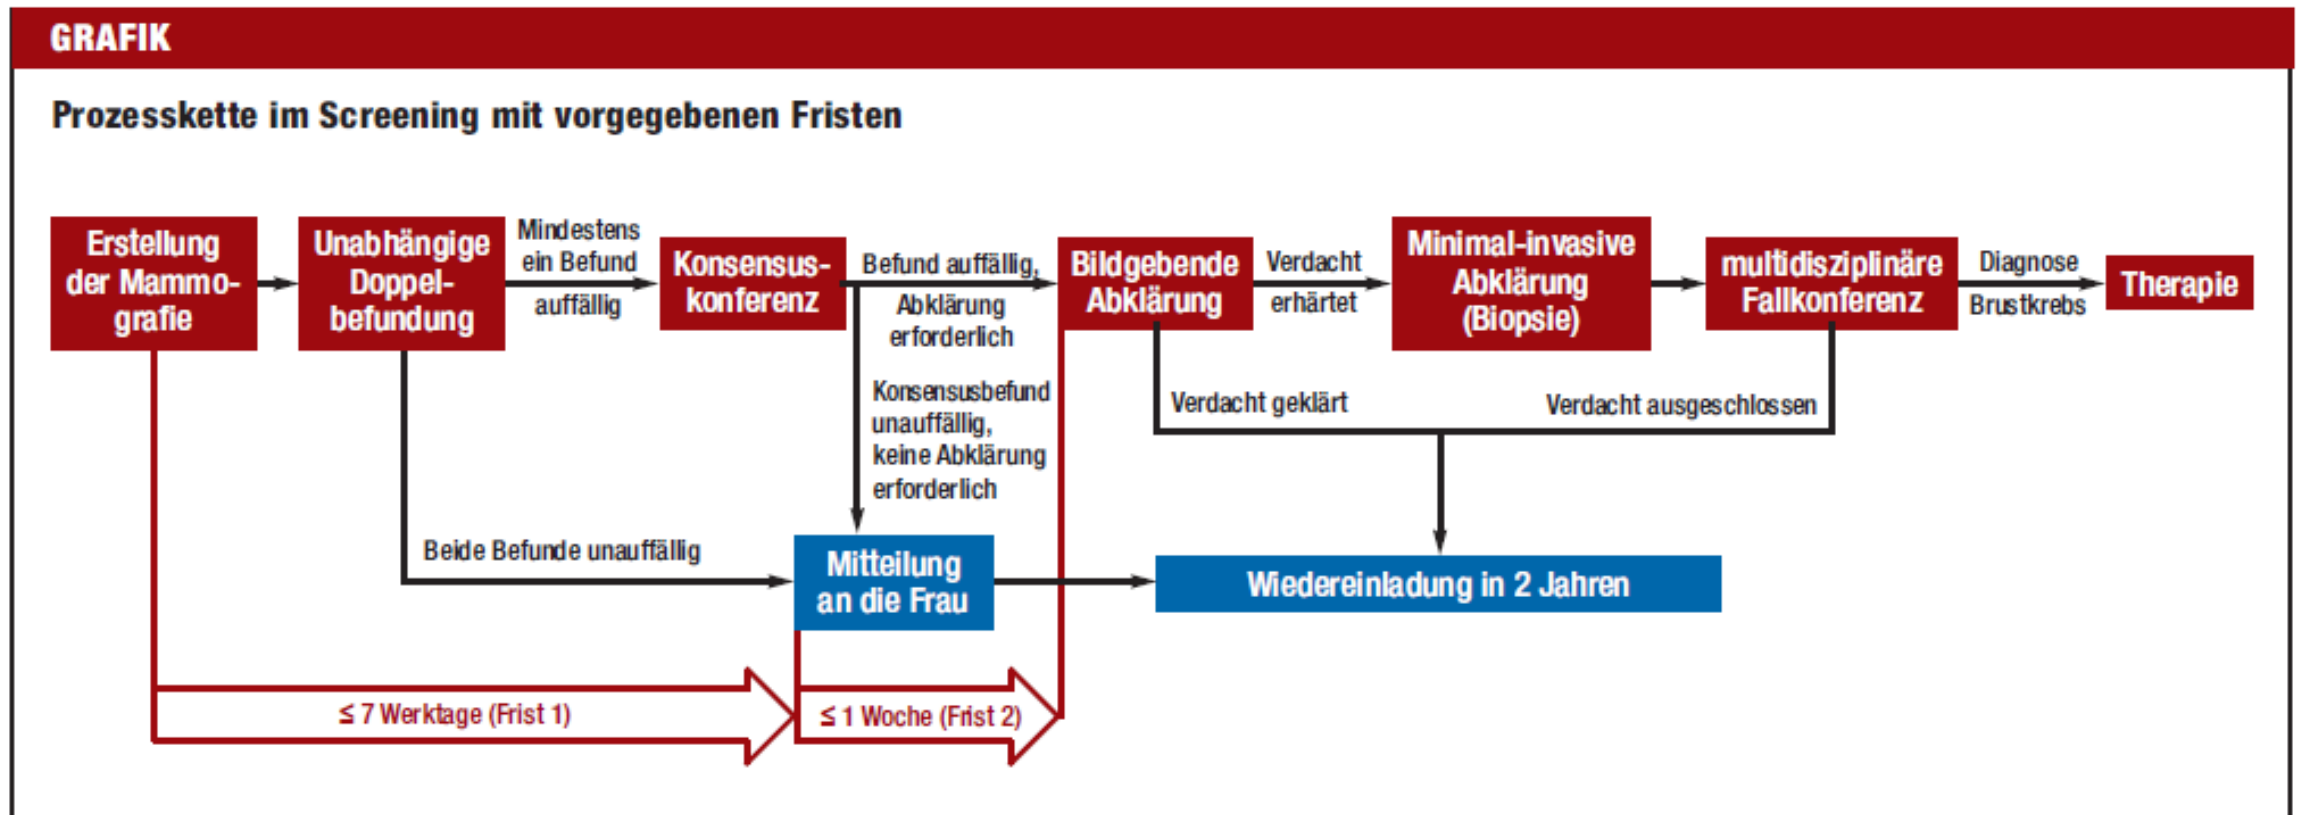 GRAFIK
Prozesskette im Screening mit vorgegebenen Fristen
Erstellung
der Mammo-
grafie
Unabhängige
Doppel-
befundung
Mindestens
ein Befund
auffällig
Konsensus-
konferenz
Befund auffällig,
Abklärung
erforderlich
Bildgebende
Abklärung
Verdacht
erhärtet
Minimal-invasive
Abklärung
(Biopsie)
multidisziplinäre
Fallkonferenz
Diagnose
Brustkrebs
Therapie
Konsensusbefund
unauffällig,
keine Abklärung
erforderlich
Verdacht geklärt
Verdacht ausgeschlossen
Beide Befunde unauffällig
Mitteilung
an die Frau
Wiedereinladung in 2 Jahren
≤ 7 Werktage (Frist 1)
≤ 1 Woche (Frist 2)